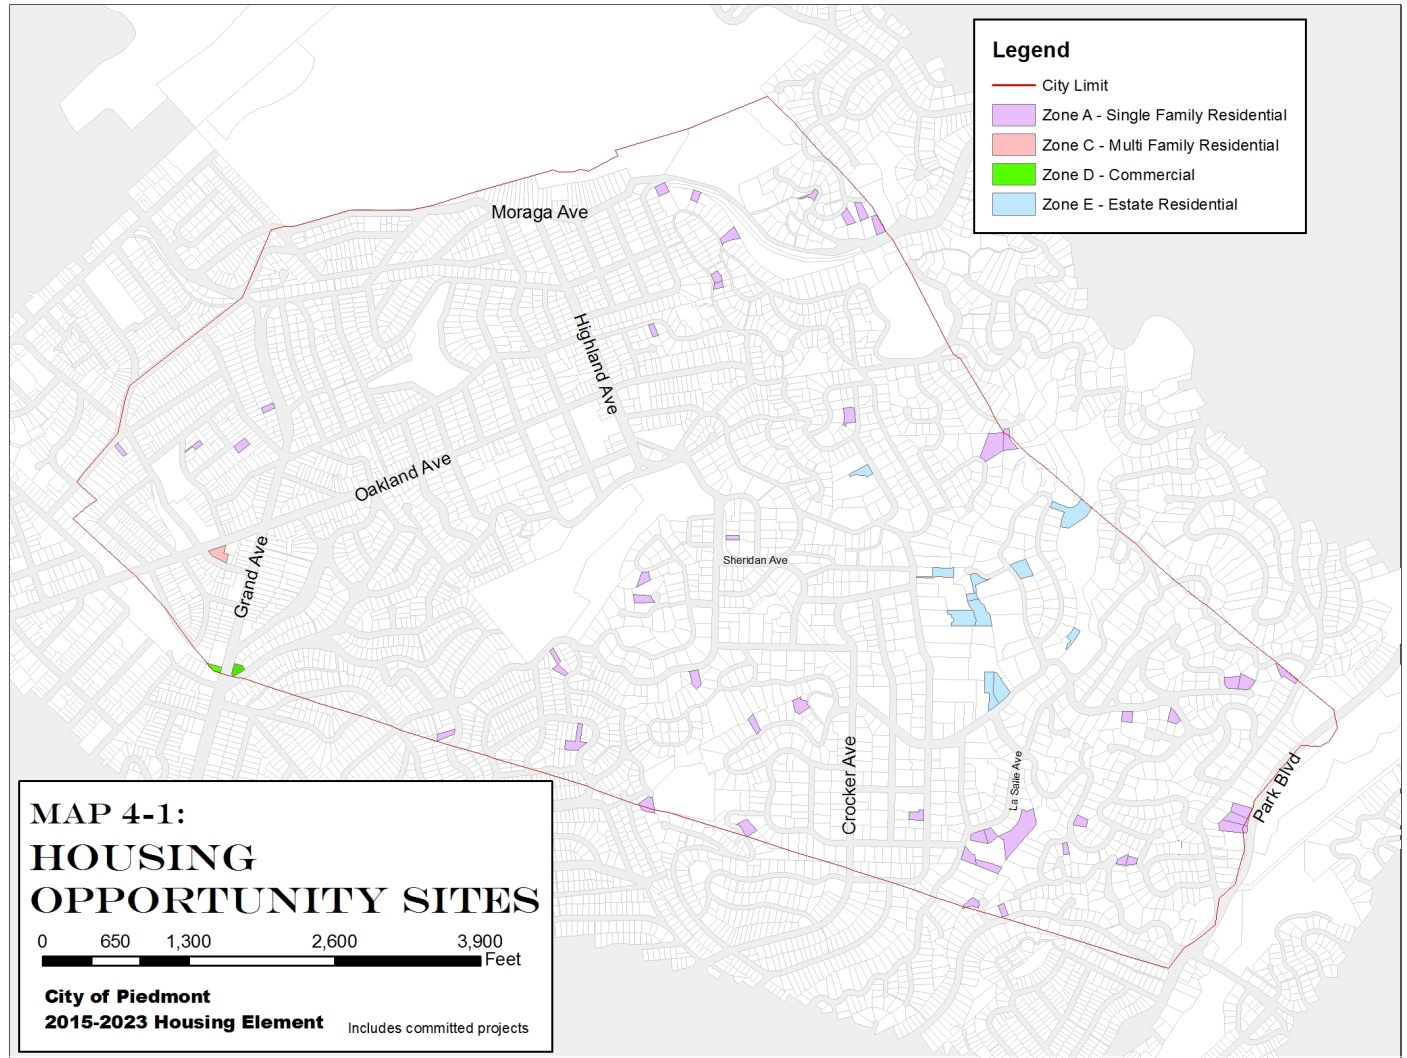 Legend
City Limit
Zone A - Single Family Residential
Zone C - Multi Family Residential
Zone D - Commercial
Zone E - Estate Residential
Moraga Ave
Highland Ave
Oakland Ave
Grand Ave
Sheridan Ave
Crocker Ave
La Salle Ave
Park Blvd
MAP 4-1:
HOUSING
OPPORTUNITY SITES
0 650 1,300 2,600 3,900
Feet
City of Piedmont
2015-2023 Housing Element
Includes committed projects